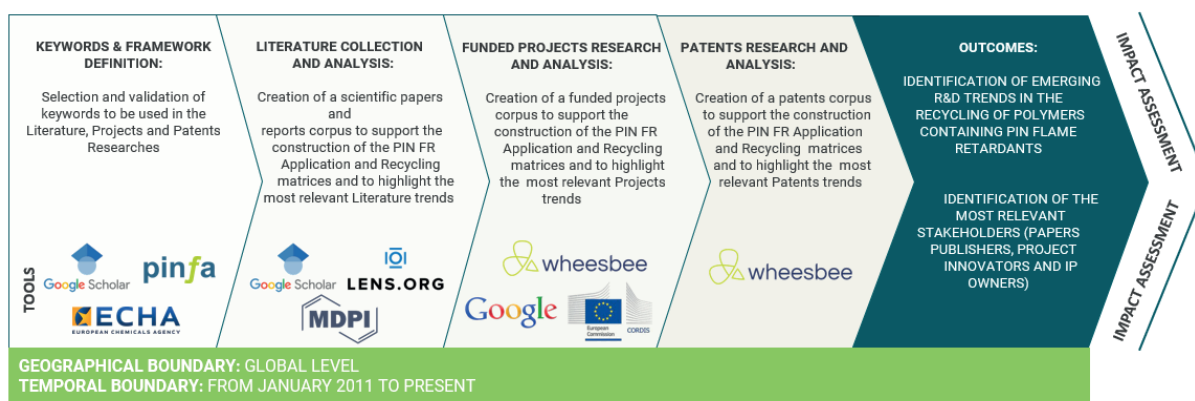 KEYWORDS & FRAMEWORK
DEFINITION:
Selection and validation of
keywords to be used in the
Literature, Projects and Patents
Researches
LITERATURE COLLECTION
AND ANALYSIS:
Creation of a scientific papers
and
reports corpus to support the
construction of the PIN FR
Application and Recycling
matrices and to highlight the
most relevant Literature trends
FUNDED PROJECTS RESEARCH
AND ANALYSIS:
Creation of a funded projects
corpus to support the
construction of the PIN FR
Application and Recycling
matrices and to highlight
the most relevant Projects
trends
PATENTS RESEARCH AND
ANALYSIS:
Creation of a patents corpus
to support the construction
of the PIN FR Application
and Recycling matrices
and to highlight the most
relevant Patents trends
OUTCOMES:
IDENTIFICATION OF EMERGING
R&D TRENDS IN THE
RECYCLING OF POLYMERS
CONTAINING PIN FLAME
RETARDANTS
IDENTIFICATION OF THE
MOST RELEVANT
STAKEHOLDERS (PAPERS
PUBLISHERS, PROJECT
INNOVATORS AND IP
OWNERS)
IMPACT ASSESSMENT
IMPACT ASSESSMENT
TOOLS
Google Scholar
pinfa
ECHA
EUROPEAN CHEMICALS AGENCY
Google Scholar
LENS.ORG
MDPI
wheesbee
Google
European
Commission
CORDIS
wheesbee
GEOGRAPHICAL BOUNDARY: GLOBAL LEVEL
TEMPORAL BOUNDARY: FROM JANUARY 2011 TO PRESENT